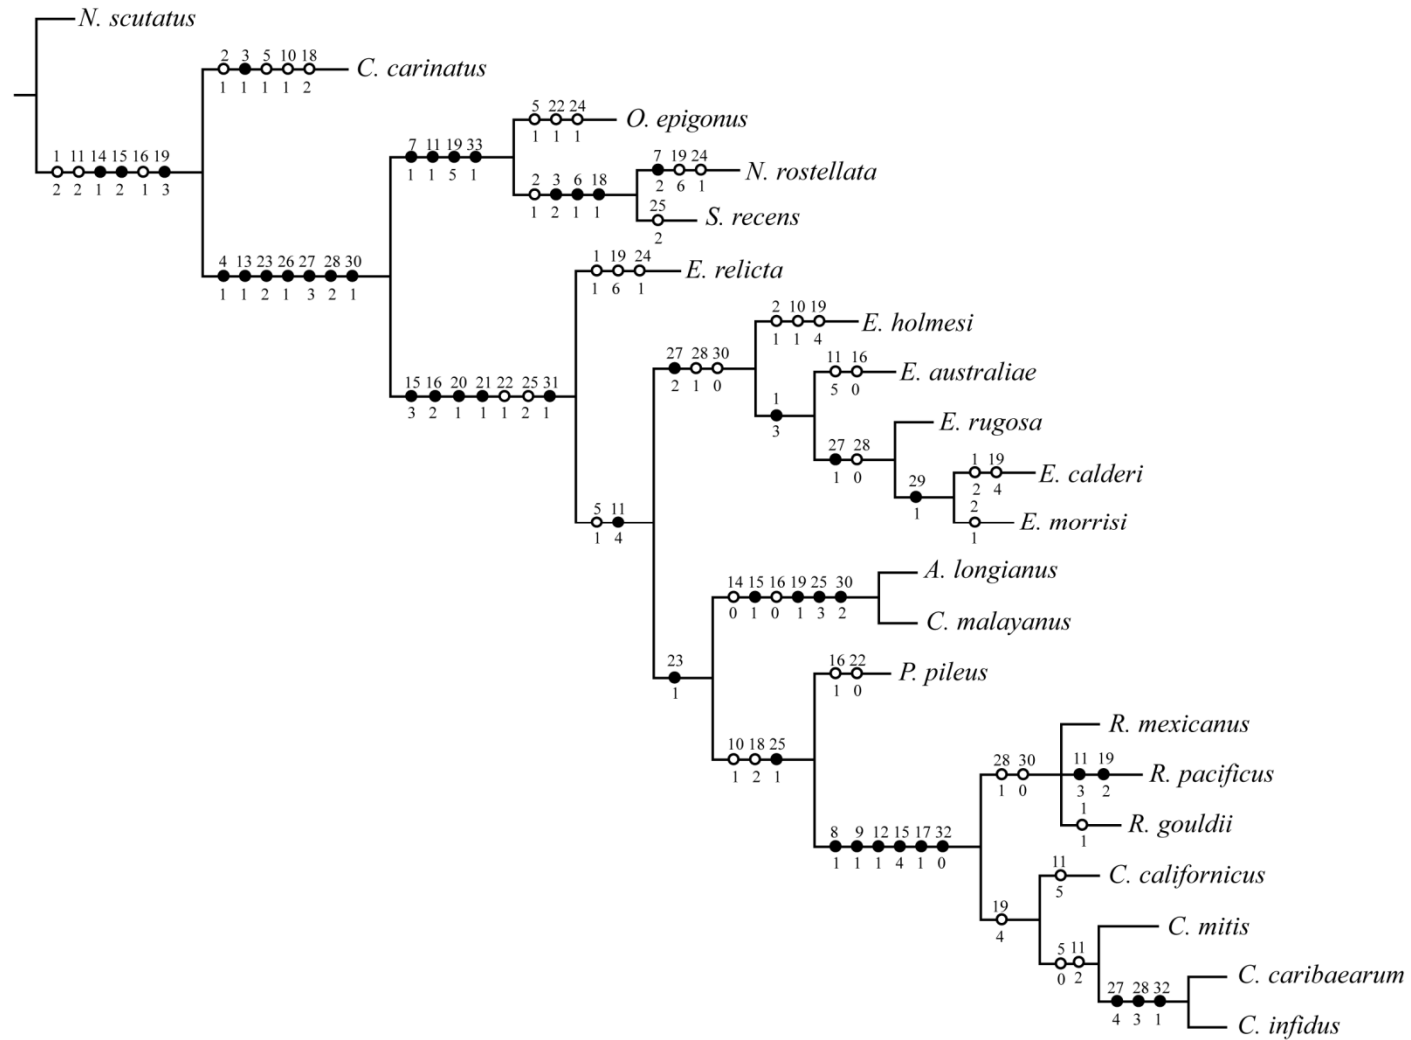 N. scutatus
2 3 5 10 18
C. carinatus
1 1 1 1 2
5 22 24
O. epigonus
1 1 1
7 11 19 33
1 1 5 1
1 11 14 15 16 19
2 2 1 2 1 3
7 19 24
N. rostellata
2 6 1
2 3 6 18
1 2 1 1
25
S. recens
2
4 13 23 26 27 28 30
1 1 2 1 3 2 1
1 19 24
E. relicta
1 6 1
2 10 19
E. holmesi
1 1 4
27 28 30
2 1 0
11 16
E. australiae
5 0
15 16 20 21 22 25 31
3 2 1 1 1 2 1
1
3
E. rugosa
27 28
1 0
1 19
E. calderi
2 4
29
1
2
E. morrisi
1
5 11
1 4
A. longianus
14 15 16 19 25 30
0 1 0 1 3 2
C. malayanus
23
1
16 22
P. pileus
1 0
10 18 25
1 2 1
R. mexicanus
28 30
1 0
11 19
R. pacificus
3 2
1
R. gouldii
1
8 9 12 15 17 32
1 1 1 4 1 0
11
C. californicus
5
19
4
C. mitis
5 11
0 2
C. caribaearum
27 28 32
4 3 1
C. infidus